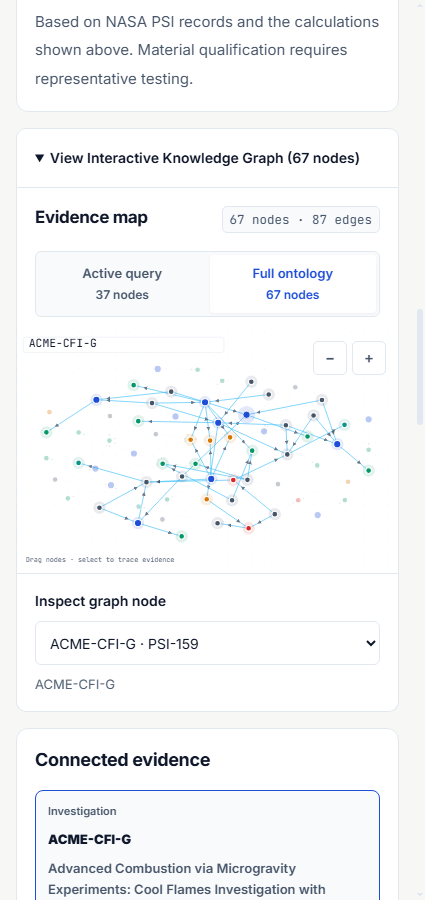 Based on NASA PSI records and the calculations
shown above. Material qualification requires
representative testing.
▼ View Interactive Knowledge Graph (67 nodes)
Evidence map
67 nodes · 87 edges
Active query
37 nodes
Full ontology
67 nodes
ACME-CFI-G
−
+
Drag nodes · select to trace evidence
Inspect graph node
ACME-CFI-G · PSI-159
ACME-CFI-G
Connected evidence
Investigation
ACME-CFI-G
Advanced Combustion via Microgravity
Experiments: Cool Flames Investigation with